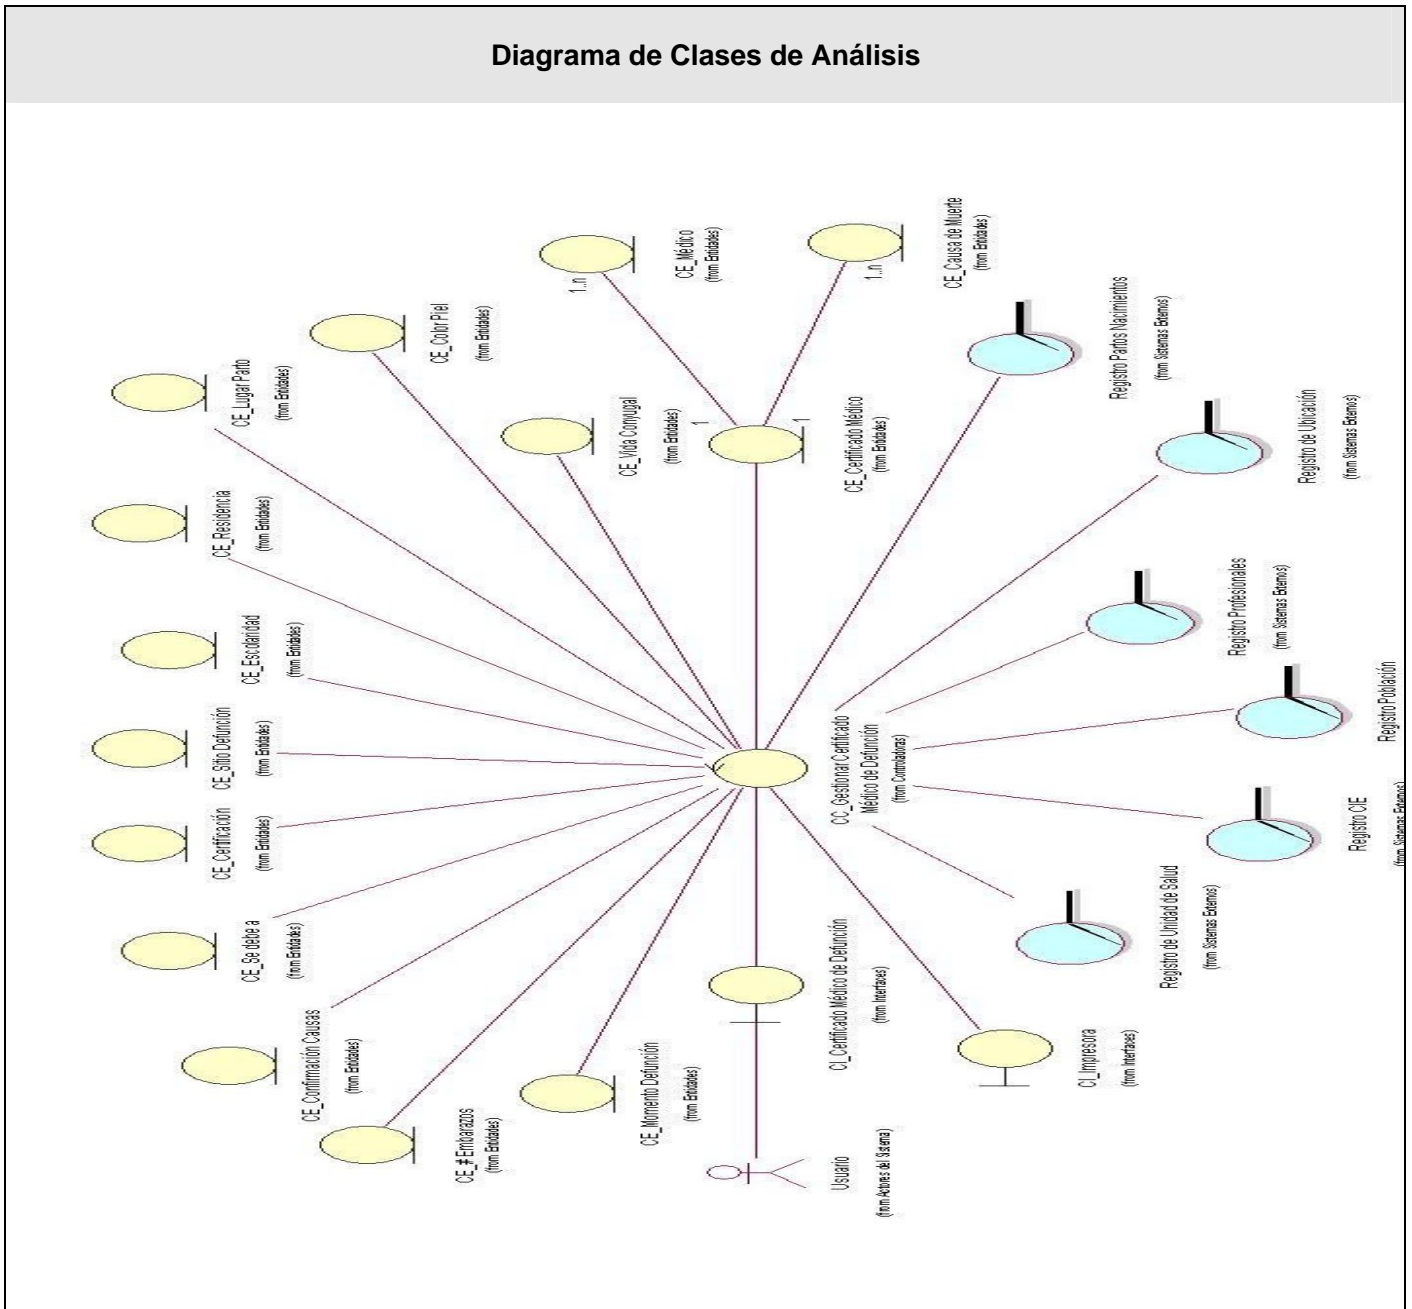 Diagrama de Clases de Análisis
CE_Médico
(from Entidades)
1..n
CE_Causa de Muerte
(from Entidades)
1..n
CE_Color Piel
(from Entidades)
CE_Lugar Parto
(from Entidades)
CE_Vida Conyugal
(from Entidades)
1
1
CE_Certificado Médico
(from Entidades)
Registro Partos Nacimientos
(from Sistemas Externos)
Registro de Ubicación
(from Sistemas Externos)
CE_Residencia
(from Entidades)
CE_Escolaridad
(from Entidades)
Registro Profesionales
(from Sistemas Externos)
CE_Sitio Defunción
(from Entidades)
Registro Población
CC_Gestionar Certificado
Médico de Defunción
(from Controladoras)
CE_Certificación
(from Entidades)
Registro CIE
(from Sistemas Externos)
CE_Se debe a
(from Entidades)
Registro de Unidad de Salud
(from Sistemas Externos)
CI_Certificado Médico de Defunción
(from Interfaces)
CE_Confirmación Causas
(from Entidades)
CI_Impresora
(from Interfaces)
CE_Momento Defunción
(from Entidades)
CE_# Embarazos
(from Entidades)
Usuario
(from Actores del Sistema)